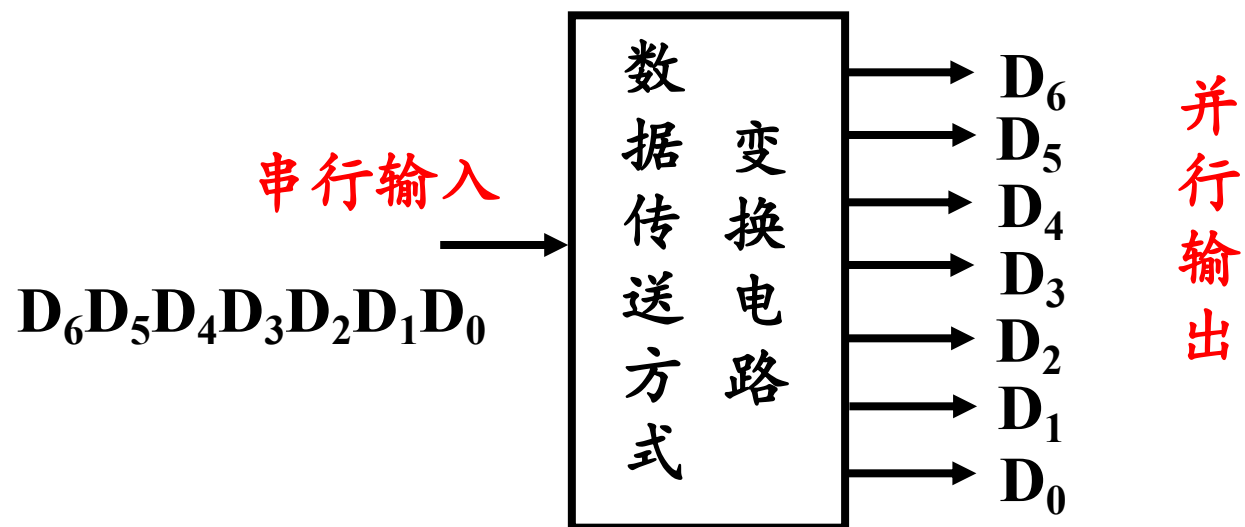 串行输入
D₆D₅D₄D₃D₂D₁D₀
数据传送方式
变换电路
D₆
D₅
D₄
D₃
D₂
D₁
D₀
并行输出